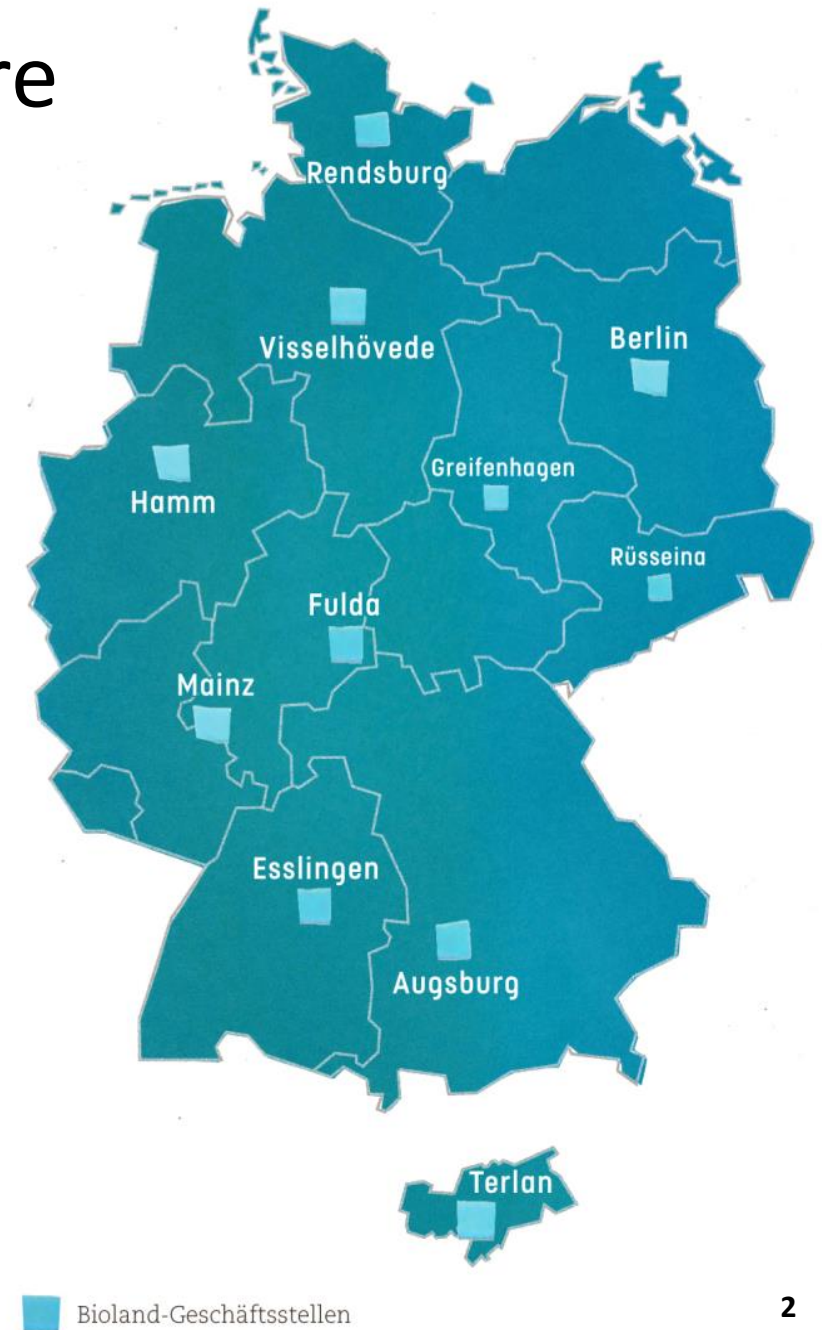 re
Rendsburg
Visselhövede
Berlin
Greifenhagen
Hamm
Rüsseina
Fulda
Mainz
Esslingen
Augsburg
Terlan
Bioland-Geschäftsstellen
2